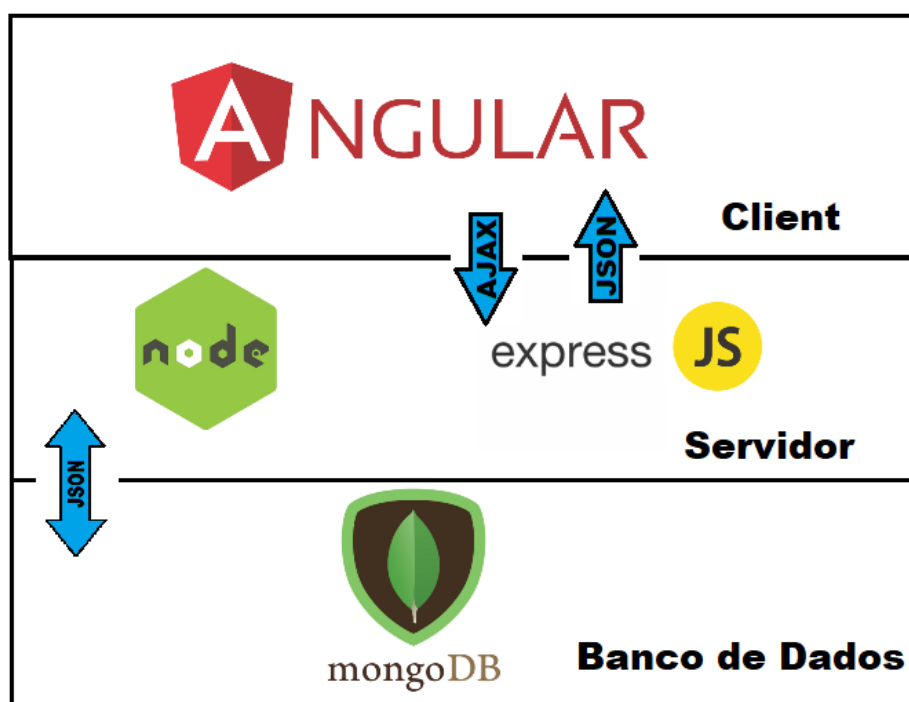 ANGULAR
Client
AJAX
JSON
node
express
JS
Servidor
JSON
mongoDB
Banco de Dados